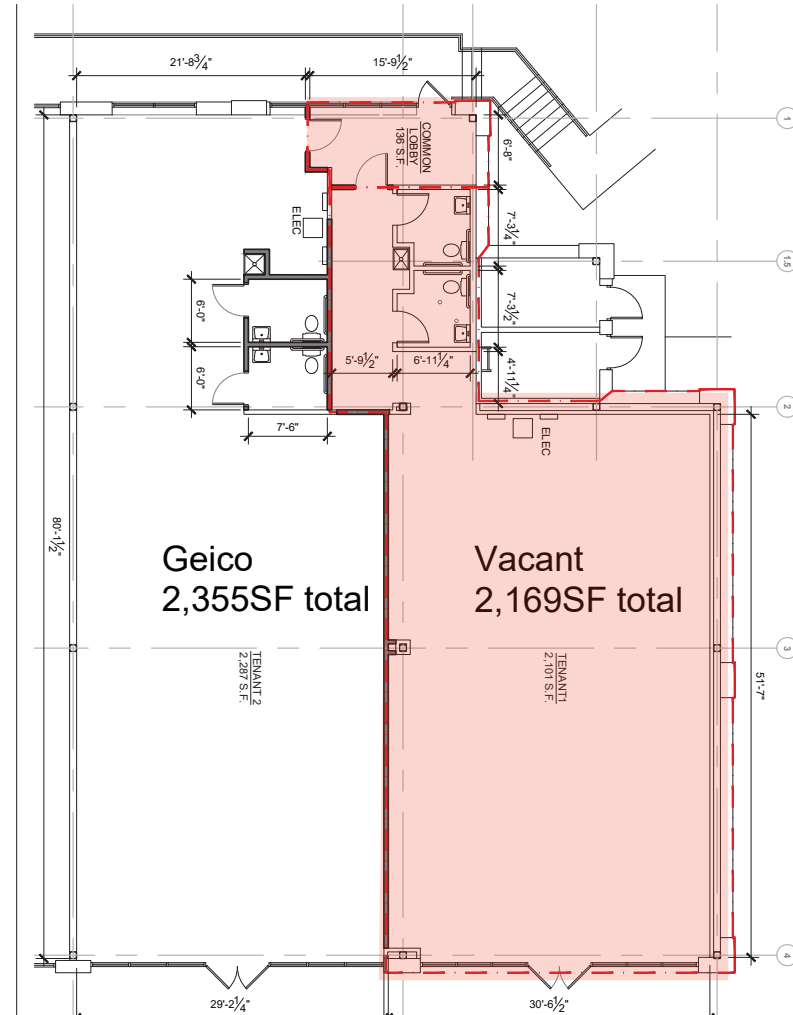 21'-8¾"
15'-9½"
1
COMMON
LOBBY
136 S.F.
6'-8"
ELEC
7'-3¼"
1.5
6'-0"
7'-3½"
6'-0"
5'-9½"
6'-11¼"
4'-11¼"
2
7'-6"
ELEC
80'-1½"
Geico
2,355SF total
Vacant
2,169SF total
3
TENANT 2
2,287 S.F.
TENANT1
2,101 S.F.
51'-7"
4
29'-2¼"
30'-6½"